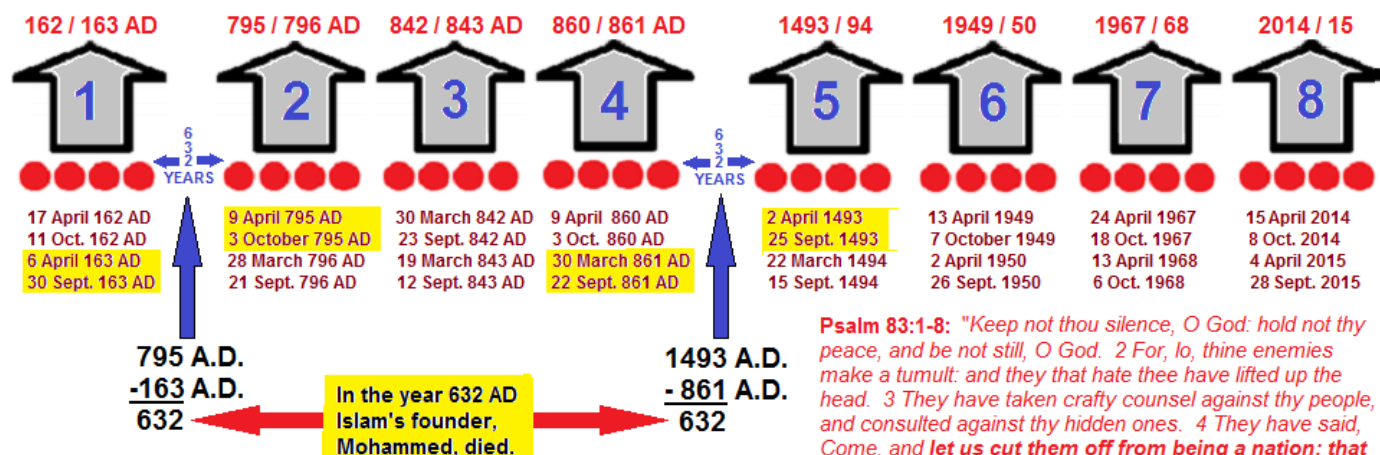 162 / 163 AD 795 / 796 AD 842 / 843 AD 860 / 861 AD 1493 / 94 1949 / 50 1967 / 68 2014 / 15
1 2 3 4 5 6 7 8
6
3
2
YEARS
6
3
2
YEARS
17 April 162 AD
11 Oct. 162 AD
6 April 163 AD
30 Sept. 163 AD
9 April 795 AD
3 October 795 AD
28 March 796 AD
21 Sept. 796 AD
30 March 842 AD
23 Sept. 842 AD
19 March 843 AD
12 Sept. 843 AD
9 April 860 AD
3 Oct. 860 AD
30 March 861 AD
22 Sept. 861 AD
2 April 1493
25 Sept. 1493
22 March 1494
15 Sept. 1494
13 April 1949
7 October 1949
2 April 1950
26 Sept. 1950
24 April 1967
18 Oct. 1967
13 April 1968
6 Oct. 1968
15 April 2014
8 Oct. 2014
4 April 2015
28 Sept. 2015
795 A.D.
-163 A.D.
632
In the year 632 AD
Islam's founder,
Mohammed, died.
1493 A.D.
- 861 A.D.
632
Psalm 83:1-8: "Keep not thou silence, O God: hold not thy
peace, and be not still, O God. 2 For, lo, thine enemies
make a tumult: and they that hate thee have lifted up the
head. 3 They have taken crafty counsel against thy people,
and consulted against thy hidden ones. 4 They have said,
Come, and let us cut them off from being a nation; that